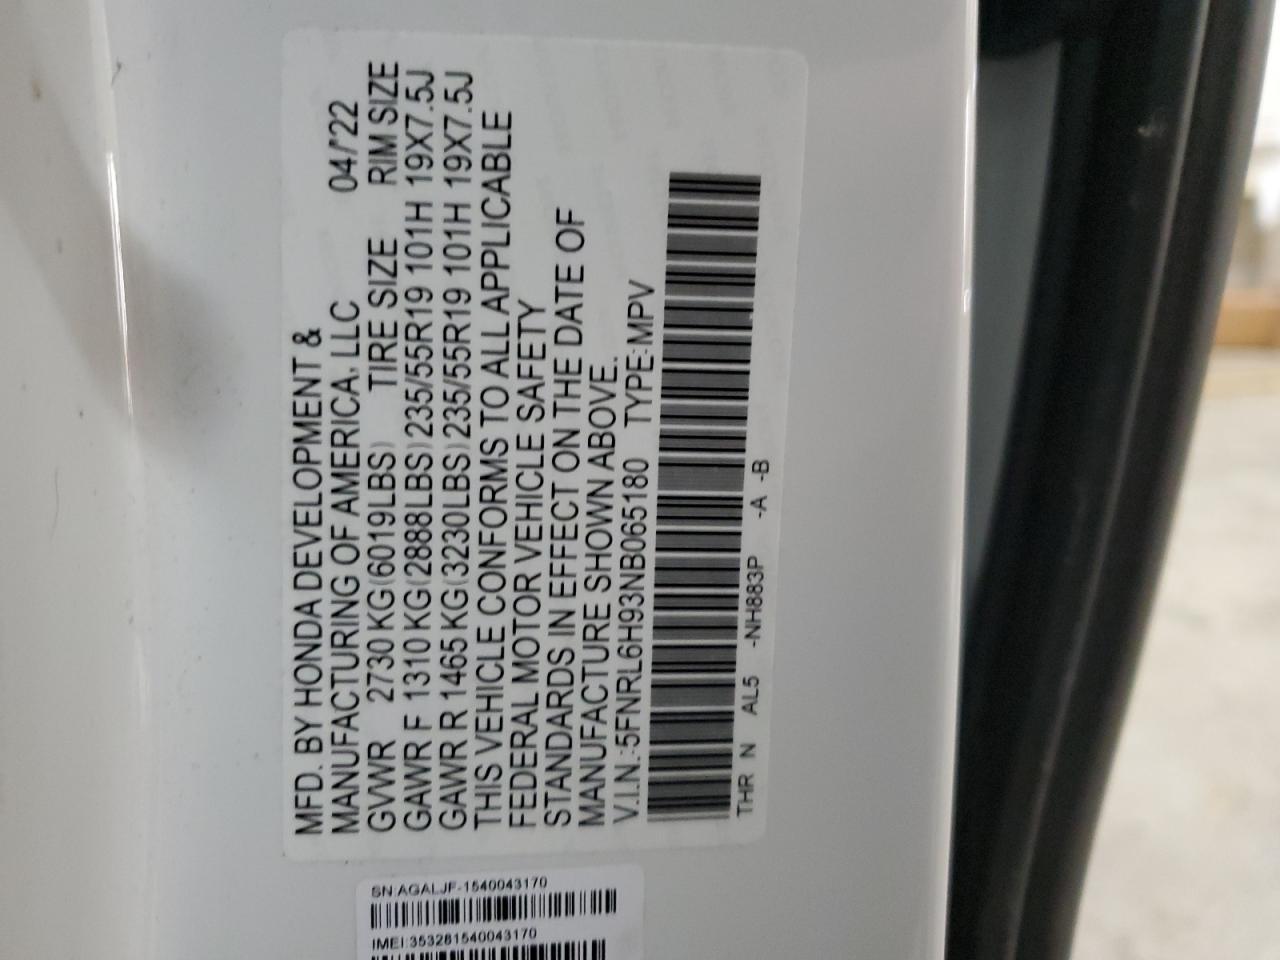 MFD. BY HONDA DEVELOPMENT &
MANUFACTURING OF AMERICA, LLC 04/'22
GVWR 2730 KG(6019LBS) TIRE SIZE RIM SIZE
GAWR F 1310 KG(2888LBS) 235/55R19 101H 19X7.5J
GAWR R 1465 KG(3230LBS) 235/55R19 101H 19X7.5J
THIS VEHICLE CONFORMS TO ALL APPLICABLE
FEDERAL MOTOR VEHICLE SAFETY
STANDARDS IN EFFECT ON THE DATE OF
MANUFACTURE SHOWN ABOVE.
V.I.N.:5FNRL6H93NB065180 TYPE:MPV
THR N AL5 -NH883P -A -B
SN:AGALJF-1540043170
IMEI:353281540043170